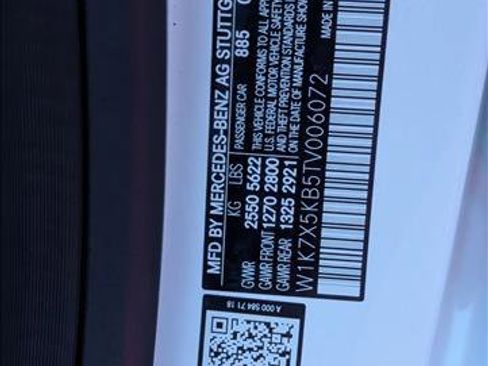 MFD BY MERCEDES-BENZ AG STUTTG
PASSENGER CAR 885
KG LBS
GVWR 2550 5622
GAWR FRONT 1270 2800
GAWR REAR 1325 2921
THIS VEHICLE CONFORMS TO ALL APP
U.S. FEDERAL MOTOR VEHICLE SAFETY
AND THEFT PREVENTION STANDARDS
ON THE DATE OF MANUFACTURE SHOW
W1K7X5KB5TV006072
MADE IN
A 000 584 71 18